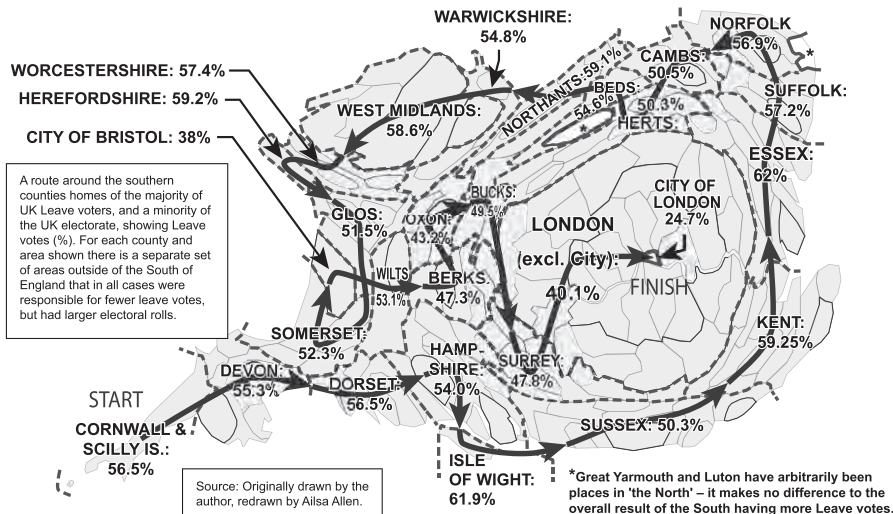 WARWICKSHIRE:
54.8%
NORFOLK
56.9%
*
WORCESTERSHIRE: 57.4%
HEREFORDSHIRE: 59.2%
CITY OF BRISTOL: 38%
WEST MIDLANDS:
58.6%
NORTHANTS: 59.1%
BEDS:
54.6%
*
CAMBS:
50.5%
50.3%
HERTS:
SUFFOLK:
57.2%
ESSEX:
62%
A route around the southern
counties homes of the majority of
UK Leave voters, and a minority of
the UK electorate, showing Leave
votes (%). For each county and
area shown there is a separate set
of areas outside of the South of
England that in all cases were
responsible for fewer leave votes,
but had larger electoral rolls.
GLOS:
51.5%
OXON:
43.2%
BUCKS:
49.5%
CITY OF
LONDON
24.7%
LONDON
(excl. City):
40.1%
FINISH
WILTS
53.1%
BERKS:
47.3%
SOMERSET:
52.3%
KENT:
59.25%
DEVON:
55.3%
DORSET:
56.5%
HAMP-
SHIRE:
54.0%
SURREY:
47.8%
START
CORNWALL &
SCILLY IS.:
56.5%
SUSSEX: 50.3%
ISLE
OF WIGHT:
61.9%
Source: Originally drawn by the
author, redrawn by Ailsa Allen.
*Great Yarmouth and Luton have arbitrarily been
places in 'the North' – it makes no difference to the
overall result of the South having more Leave votes.